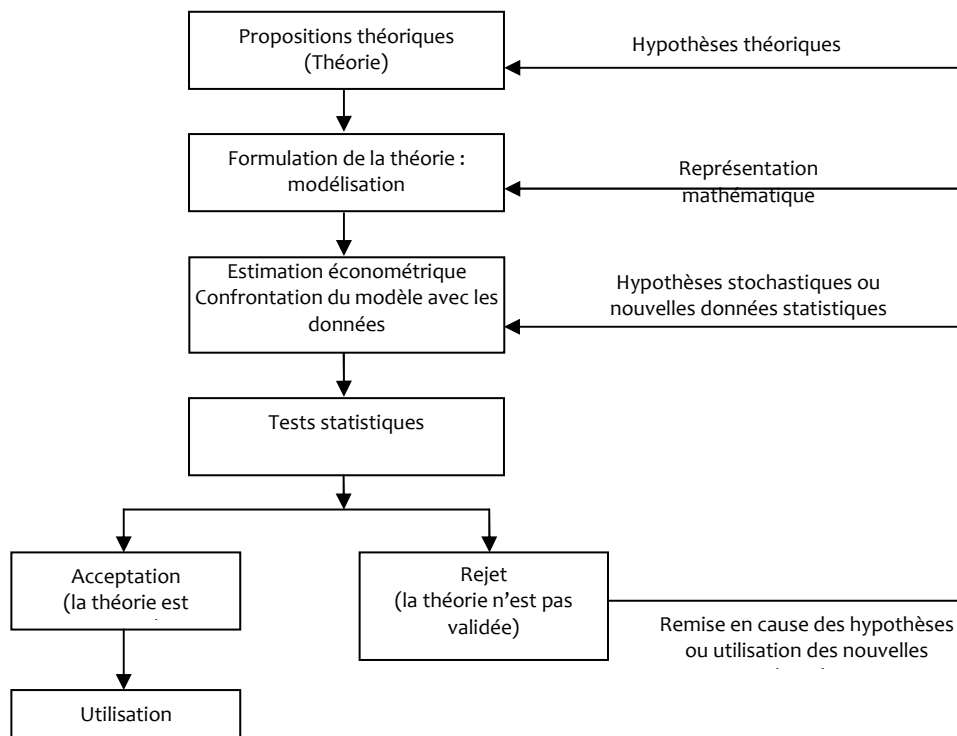 Propositions théoriques
(Théorie)
Hypothèses théoriques
Formulation de la théorie :
modélisation
Représentation
mathématique
Estimation économétrique
Confrontation du modèle avec les
données
Hypothèses stochastiques ou
nouvelles données statistiques
Tests statistiques
Acceptation
(la théorie est
Rejet
(la théorie n’est pas
validée)
Remise en cause des hypothèses
ou utilisation des nouvelles
Utilisation